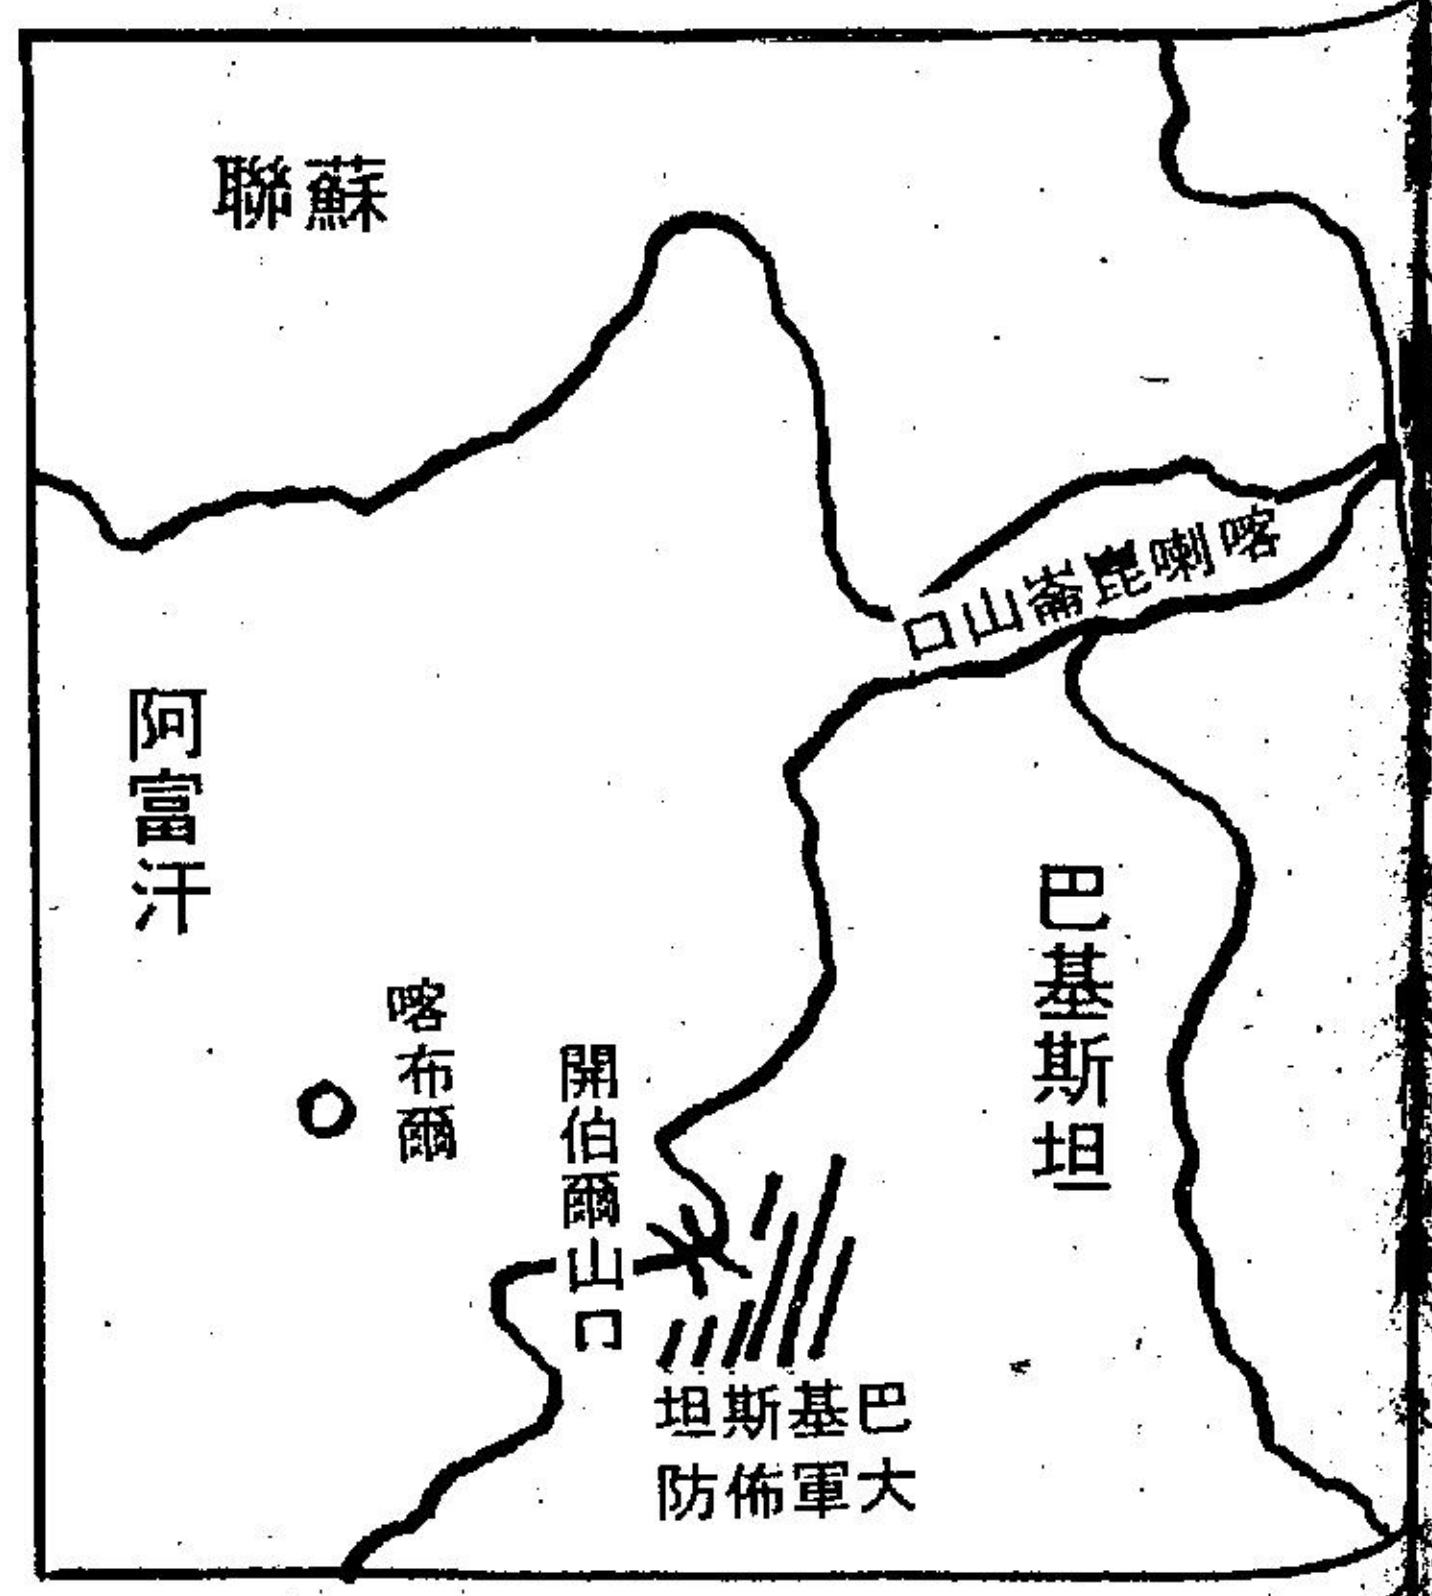 蘇聯
喀喇崑崙山口
阿富汗
巴基斯坦
喀布爾
開伯爾山口
巴基斯坦
大軍佈防